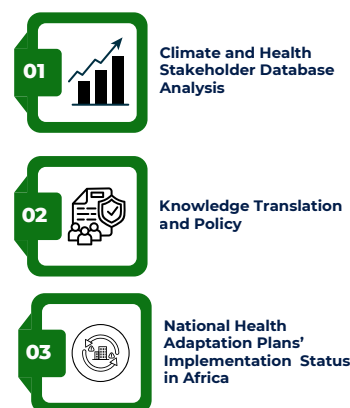 01
Climate and Health
Stakeholder Database
Analysis
02
Knowledge Translation
and Policy
03
National Health
Adaptation Plans’
Implementation Status
in Africa